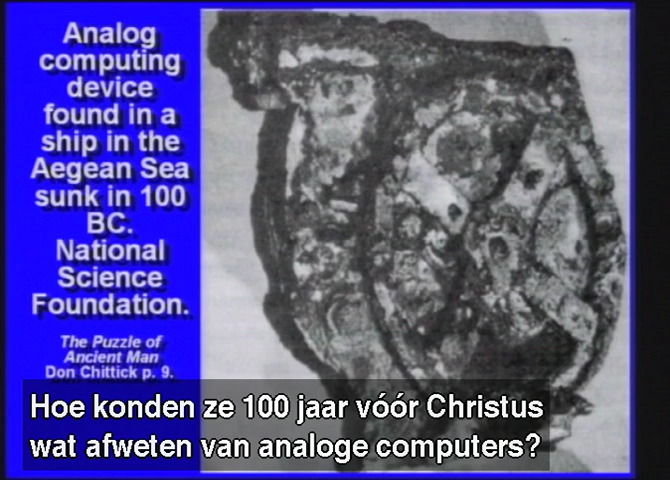 Analog
computing
device
found in a
ship in the
Aegean Sea
sunk in 100
BC.
National
Science
Foundation.
The Puzzle of
Ancient Man
Don Chittick p. 9.
Hoe konden ze 100 jaar vóór Christus
wat afweten van analoge computers?